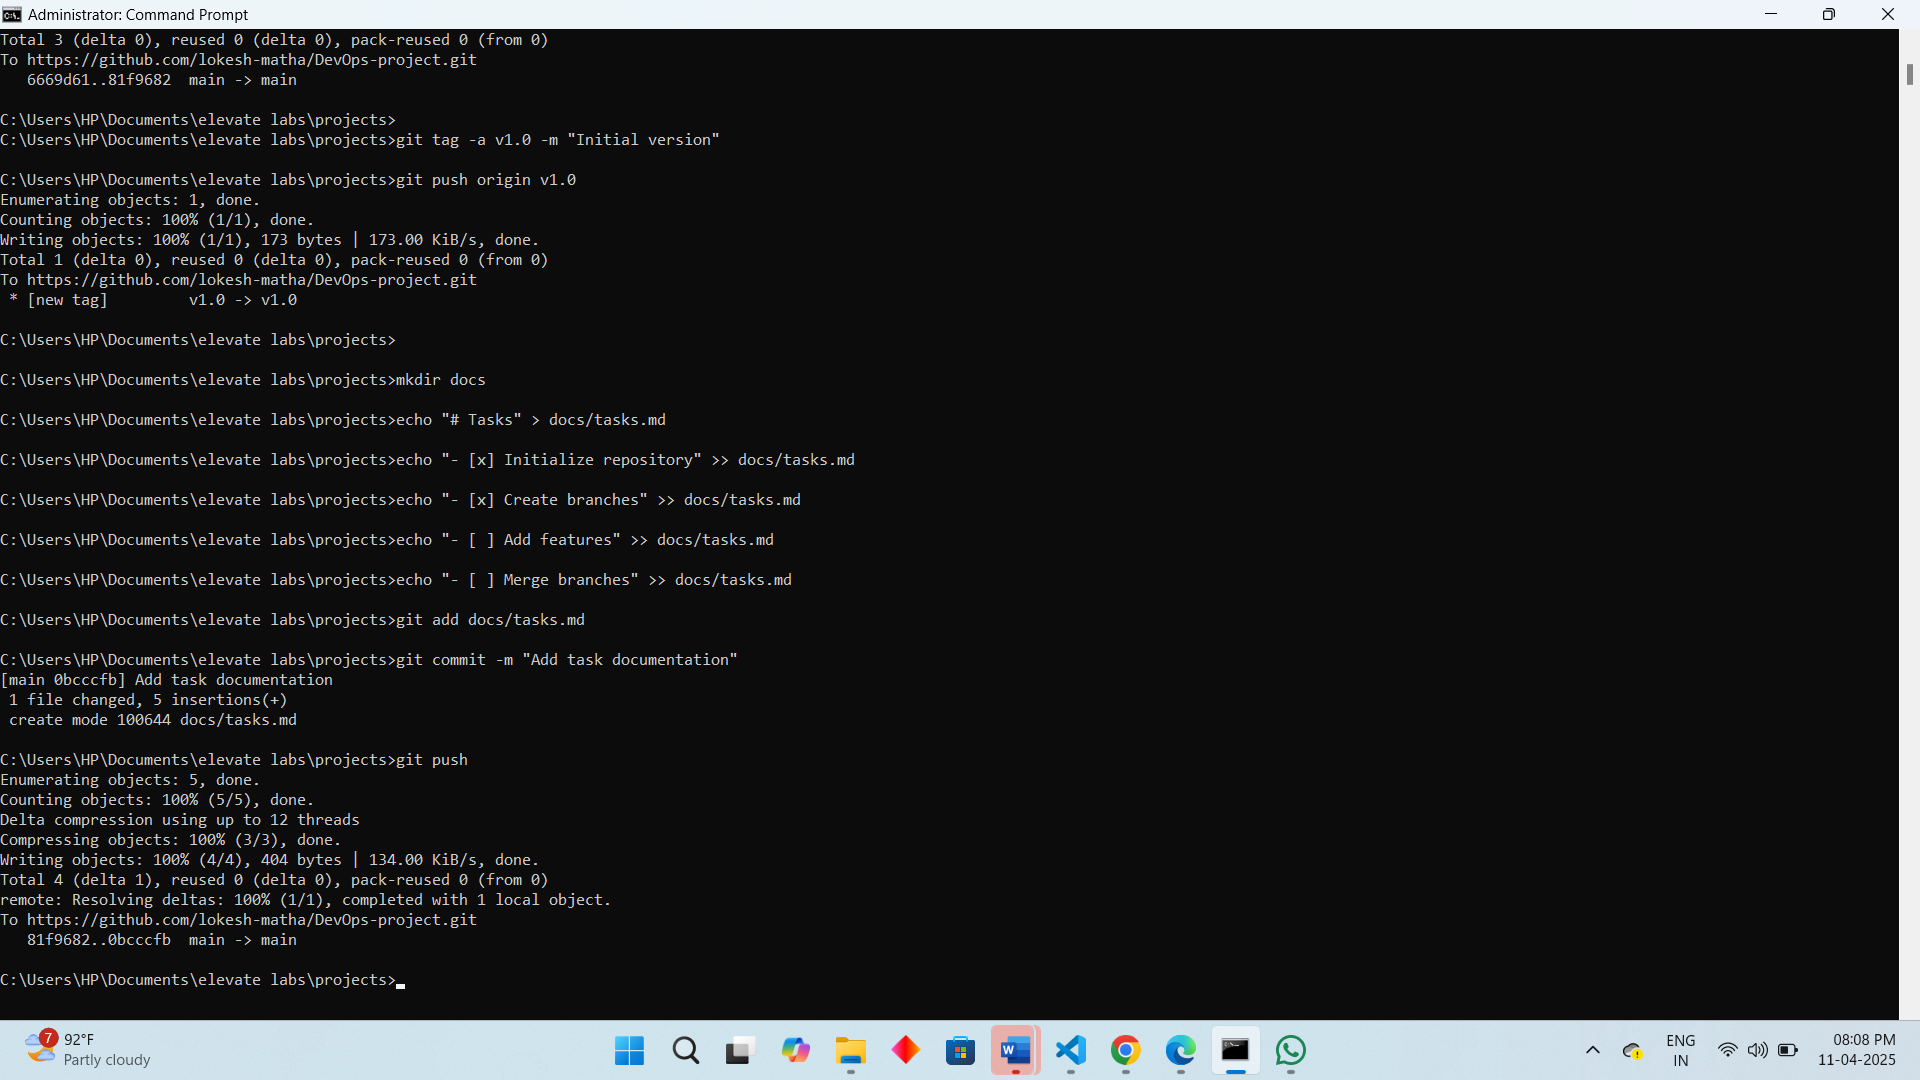 Administrator: Command Prompt
Total 3 (delta 0), reused 0 (delta 0), pack-reused 0 (from 0)
To https://github.com/lokesh-matha/DevOps-project.git
   6669d61..81f9682  main -> main
C:\Users\HP\Documents\elevate labs\projects>
C:\Users\HP\Documents\elevate labs\projects>git tag -a v1.0 -m "Initial version"
C:\Users\HP\Documents\elevate labs\projects>git push origin v1.0
Enumerating objects: 1, done.
Counting objects: 100% (1/1), done.
Writing objects: 100% (1/1), 173 bytes | 173.00 KiB/s, done.
Total 1 (delta 0), reused 0 (delta 0), pack-reused 0 (from 0)
To https://github.com/lokesh-matha/DevOps-project.git
 * [new tag]         v1.0 -> v1.0
C:\Users\HP\Documents\elevate labs\projects>
C:\Users\HP\Documents\elevate labs\projects>mkdir docs
C:\Users\HP\Documents\elevate labs\projects>echo "# Tasks" > docs/tasks.md
C:\Users\HP\Documents\elevate labs\projects>echo "- [x] Initialize repository" >> docs/tasks.md
C:\Users\HP\Documents\elevate labs\projects>echo "- [x] Create branches" >> docs/tasks.md
C:\Users\HP\Documents\elevate labs\projects>echo "- [ ] Add features" >> docs/tasks.md
C:\Users\HP\Documents\elevate labs\projects>echo "- [ ] Merge branches" >> docs/tasks.md
C:\Users\HP\Documents\elevate labs\projects>git add docs/tasks.md
C:\Users\HP\Documents\elevate labs\projects>git commit -m "Add task documentation"
[main 0bcccfb] Add task documentation
 1 file changed, 5 insertions(+)
 create mode 100644 docs/tasks.md
C:\Users\HP\Documents\elevate labs\projects>git push
Enumerating objects: 5, done.
Counting objects: 100% (5/5), done.
Delta compression using up to 12 threads
Compressing objects: 100% (3/3), done.
Writing objects: 100% (4/4), 404 bytes | 134.00 KiB/s, done.
Total 4 (delta 1), reused 0 (delta 0), pack-reused 0 (from 0)
remote: Resolving deltas: 100% (1/1), completed with 1 local object.
To https://github.com/lokesh-matha/DevOps-project.git
   81f9682..0bcccfb  main -> main
C:\Users\HP\Documents\elevate labs\projects>
7
92°F
Partly cloudy
W
ENG
IN
08:08 PM
11-04-2025